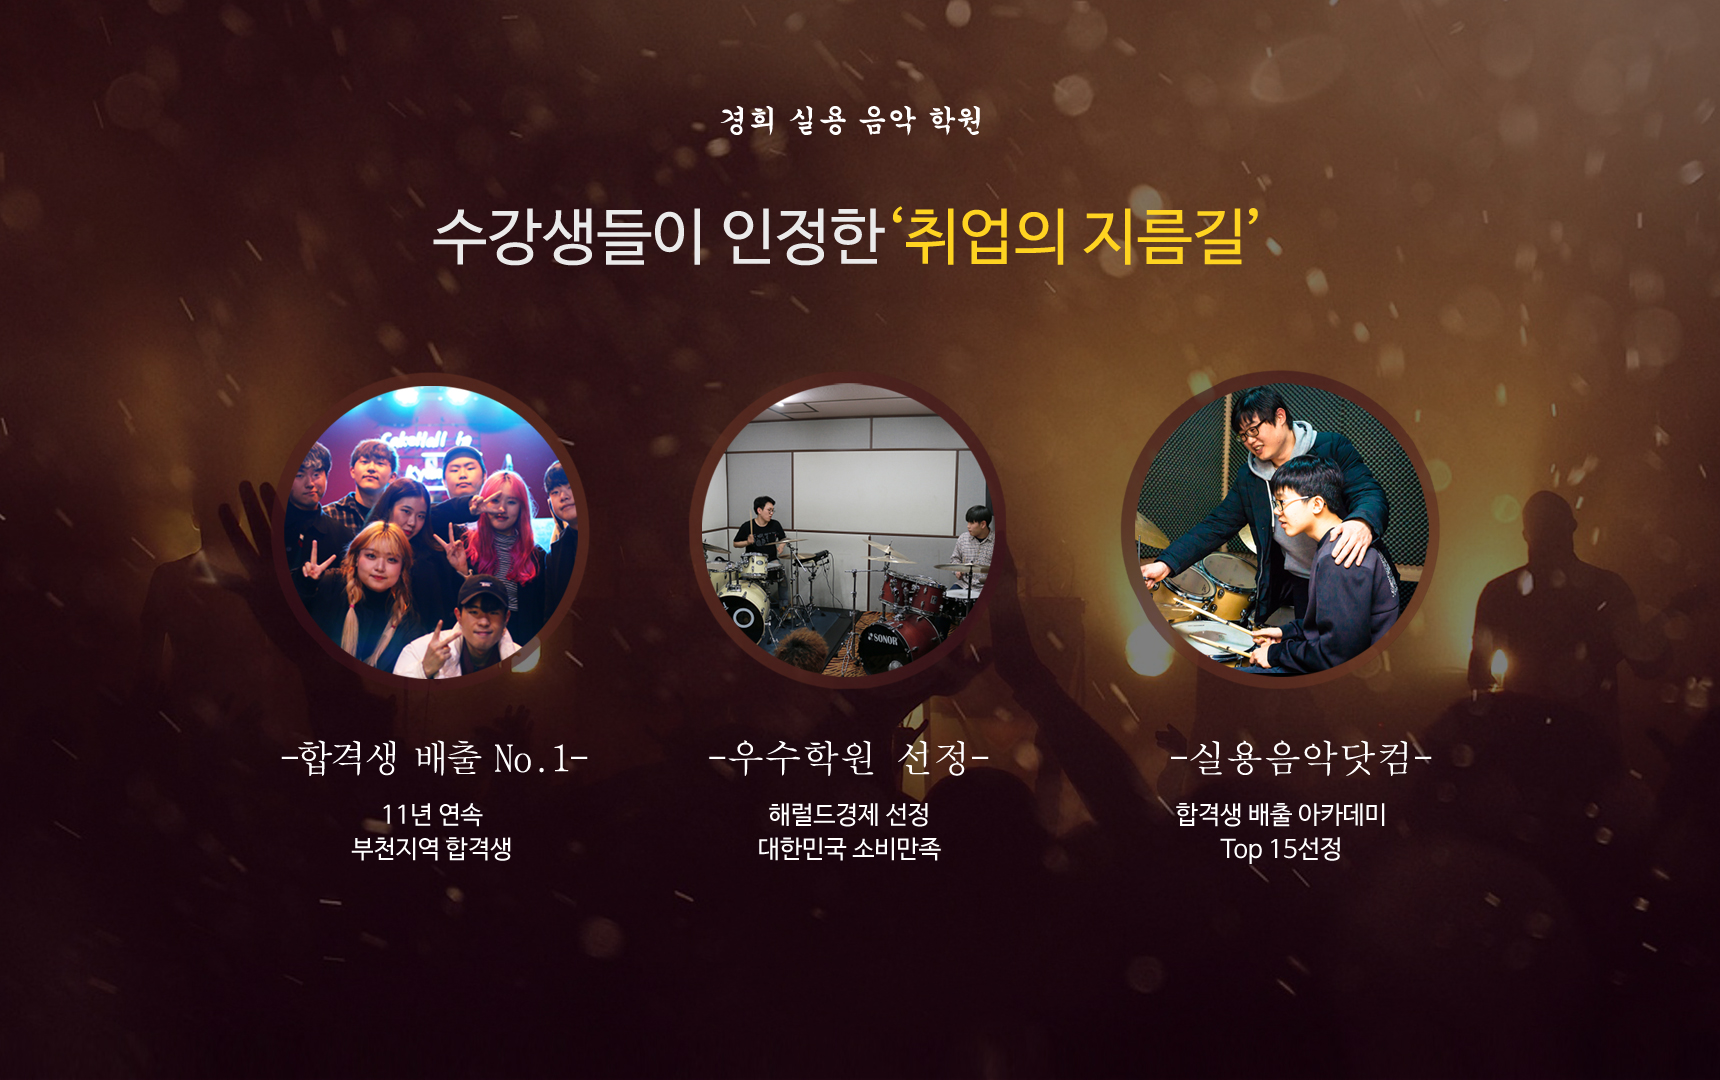 경희 실용 음악 학원
수강생들이 인정한 ‘취업의 지름길’
-합격생 배출 No.1-
11년 연속
부천지역 합격생
-우수학원 선정-
해럴드경제 선정
대한민국 소비만족
SONOR
-실용음악닷컴-
합격생 배출 아카데미
Top 15선정